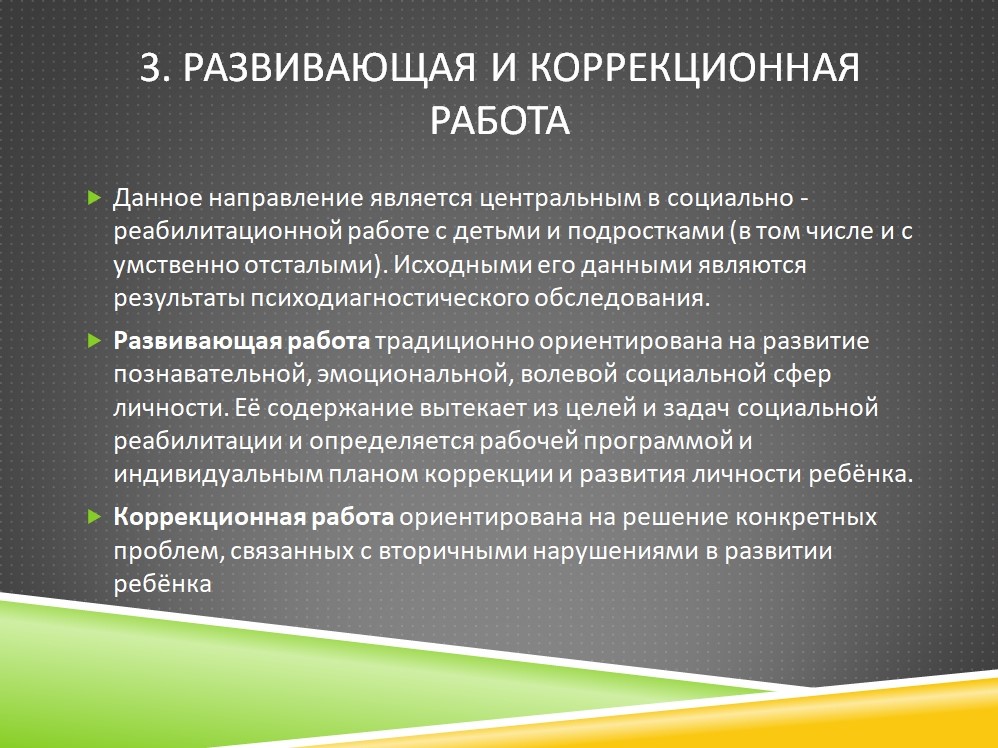 3. РАЗВИВАЮЩАЯ И КОРРЕКЦИОННАЯ
РАБОТА
Данное направление является центральным в социально -
реабилитационной работе с детьми и подростками (в том числе и с
умственно отсталыми). Исходными его данными являются
результаты психодиагностического обследования.
Развивающая работа традиционно ориентирована на развитие
познавательной, эмоциональной, волевой социальной сфер
личности. Её содержание вытекает из целей и задач социальной
реабилитации и определяется рабочей программой и
индивидуальным планом коррекции и развития личности ребёнка.
Коррекционная работа ориентирована на решение конкретных
проблем, связанных с вторичными нарушениями в развитии
ребёнка